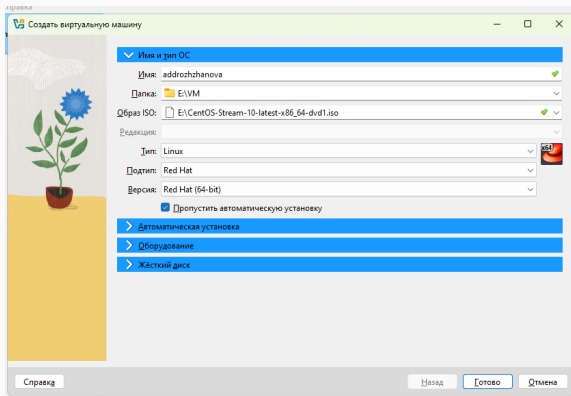 Справка
Создать виртуальную машину
Имя и тип ОС
Имя: addrozhzhanova
Папка: E:\VM
Образ ISO: E:\CentOS-Stream-10-latest-x86_64-dvd1.iso
Редакция:
Тип: Linux
x64
Подтип: Red Hat
Версия: Red Hat (64-bit)
Пропустить автоматическую установку
Автоматическая установка
Оборудование
Жёсткий диск
Справка Назад Готово Отмена